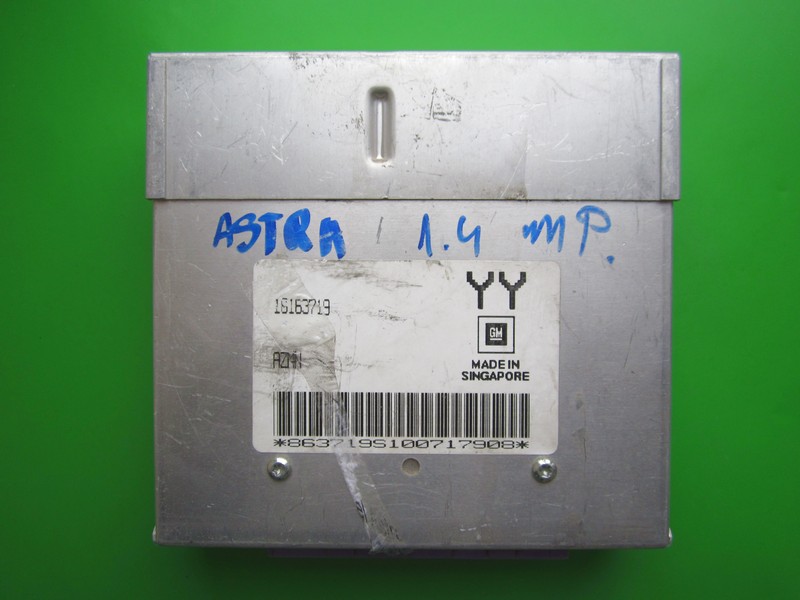 ASTRA 1.4 MP.
YY
16163719
GM
MADE IN
SINGAPORE
*863719S100717908*